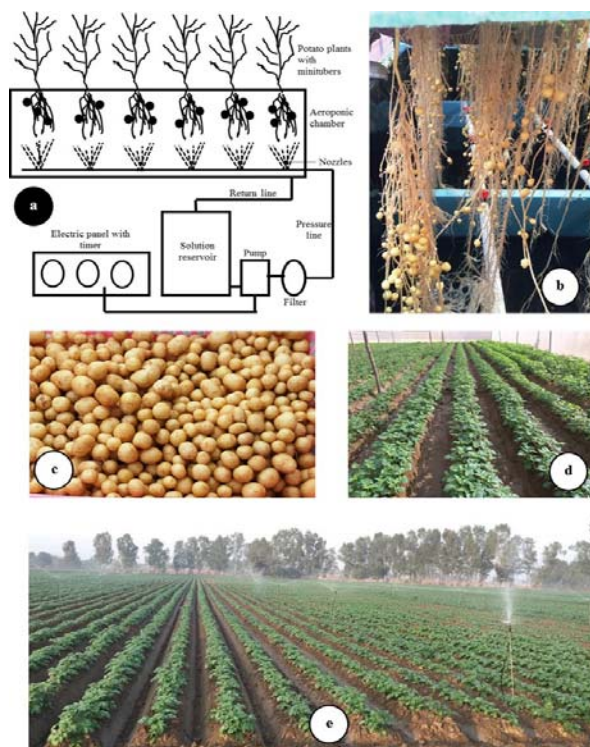 Potato plants
with
minitubers
Aeroponic
chamber
Nozzles
a
Return line
Electric panel with
timer
Solution
reservoir
Pressure
line
Pump
Filter
b
c
d
e